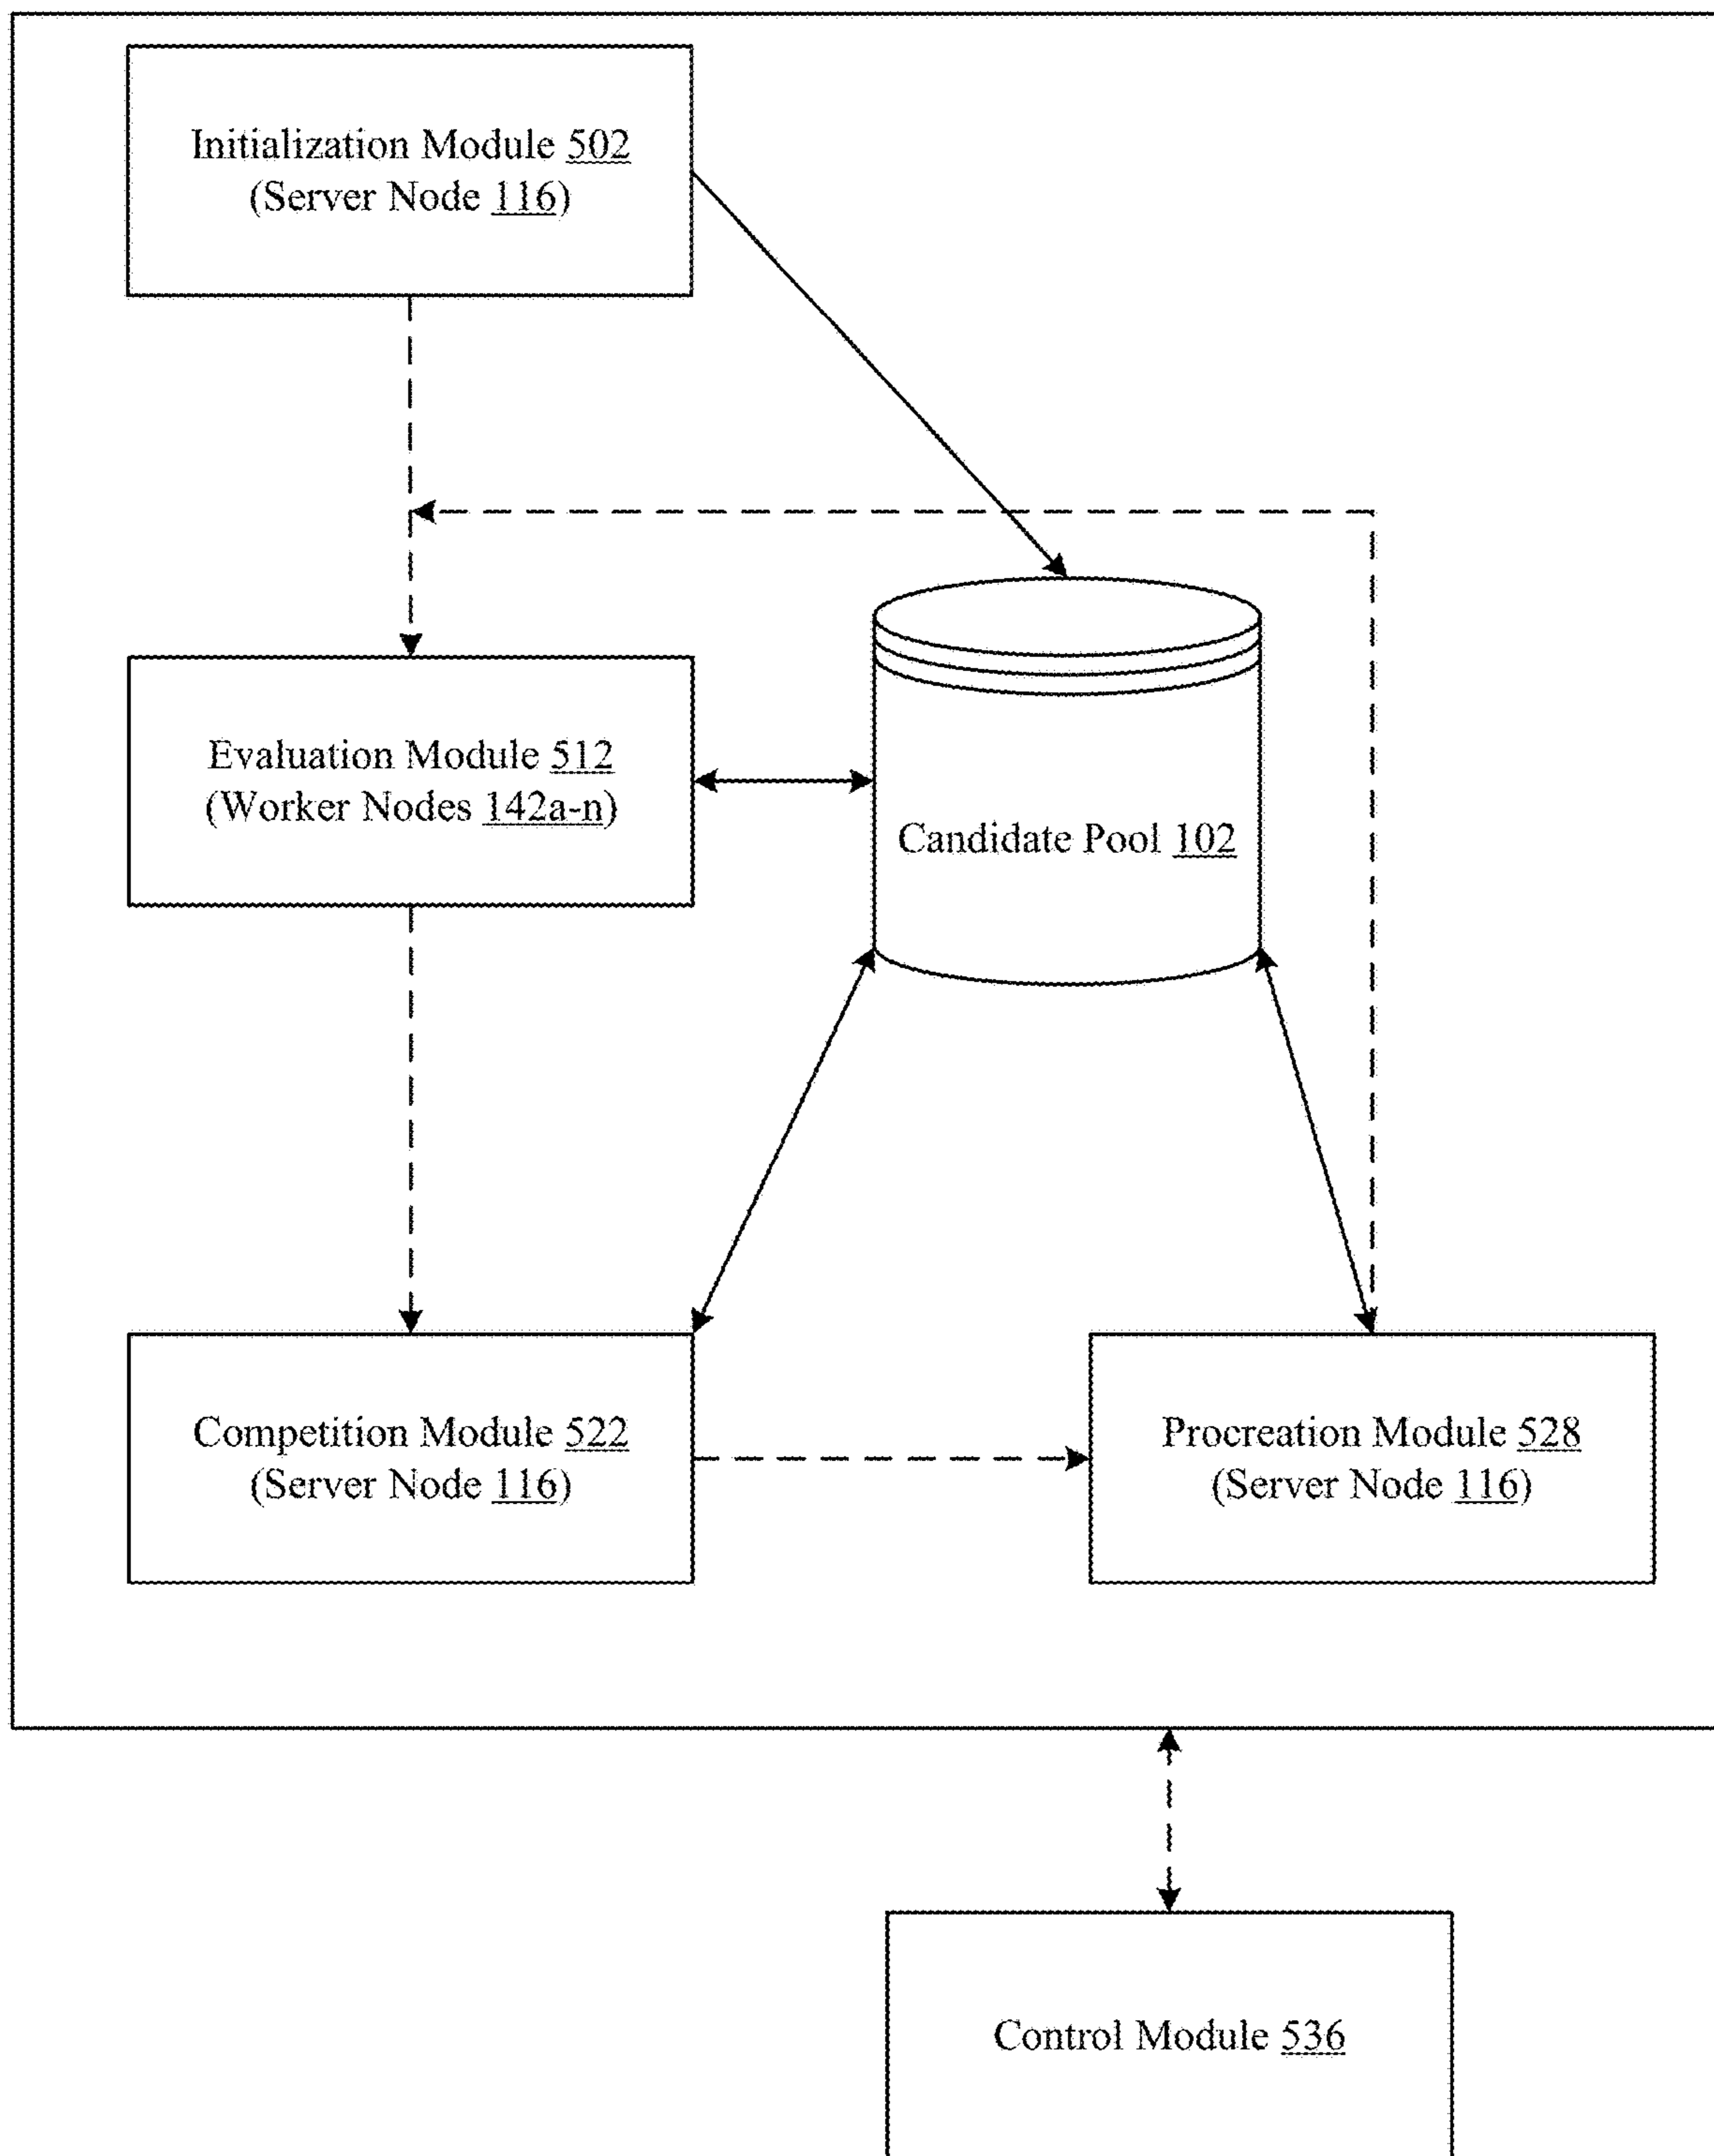 Initialization Module 502
(Server Node 116)
Evaluation Module 512
(Worker Nodes 142a-n)
Candidate Pool 102
Competition Module 522
(Server Node 116)
Procreation Module 528
(Server Node 116)
Control Module 536